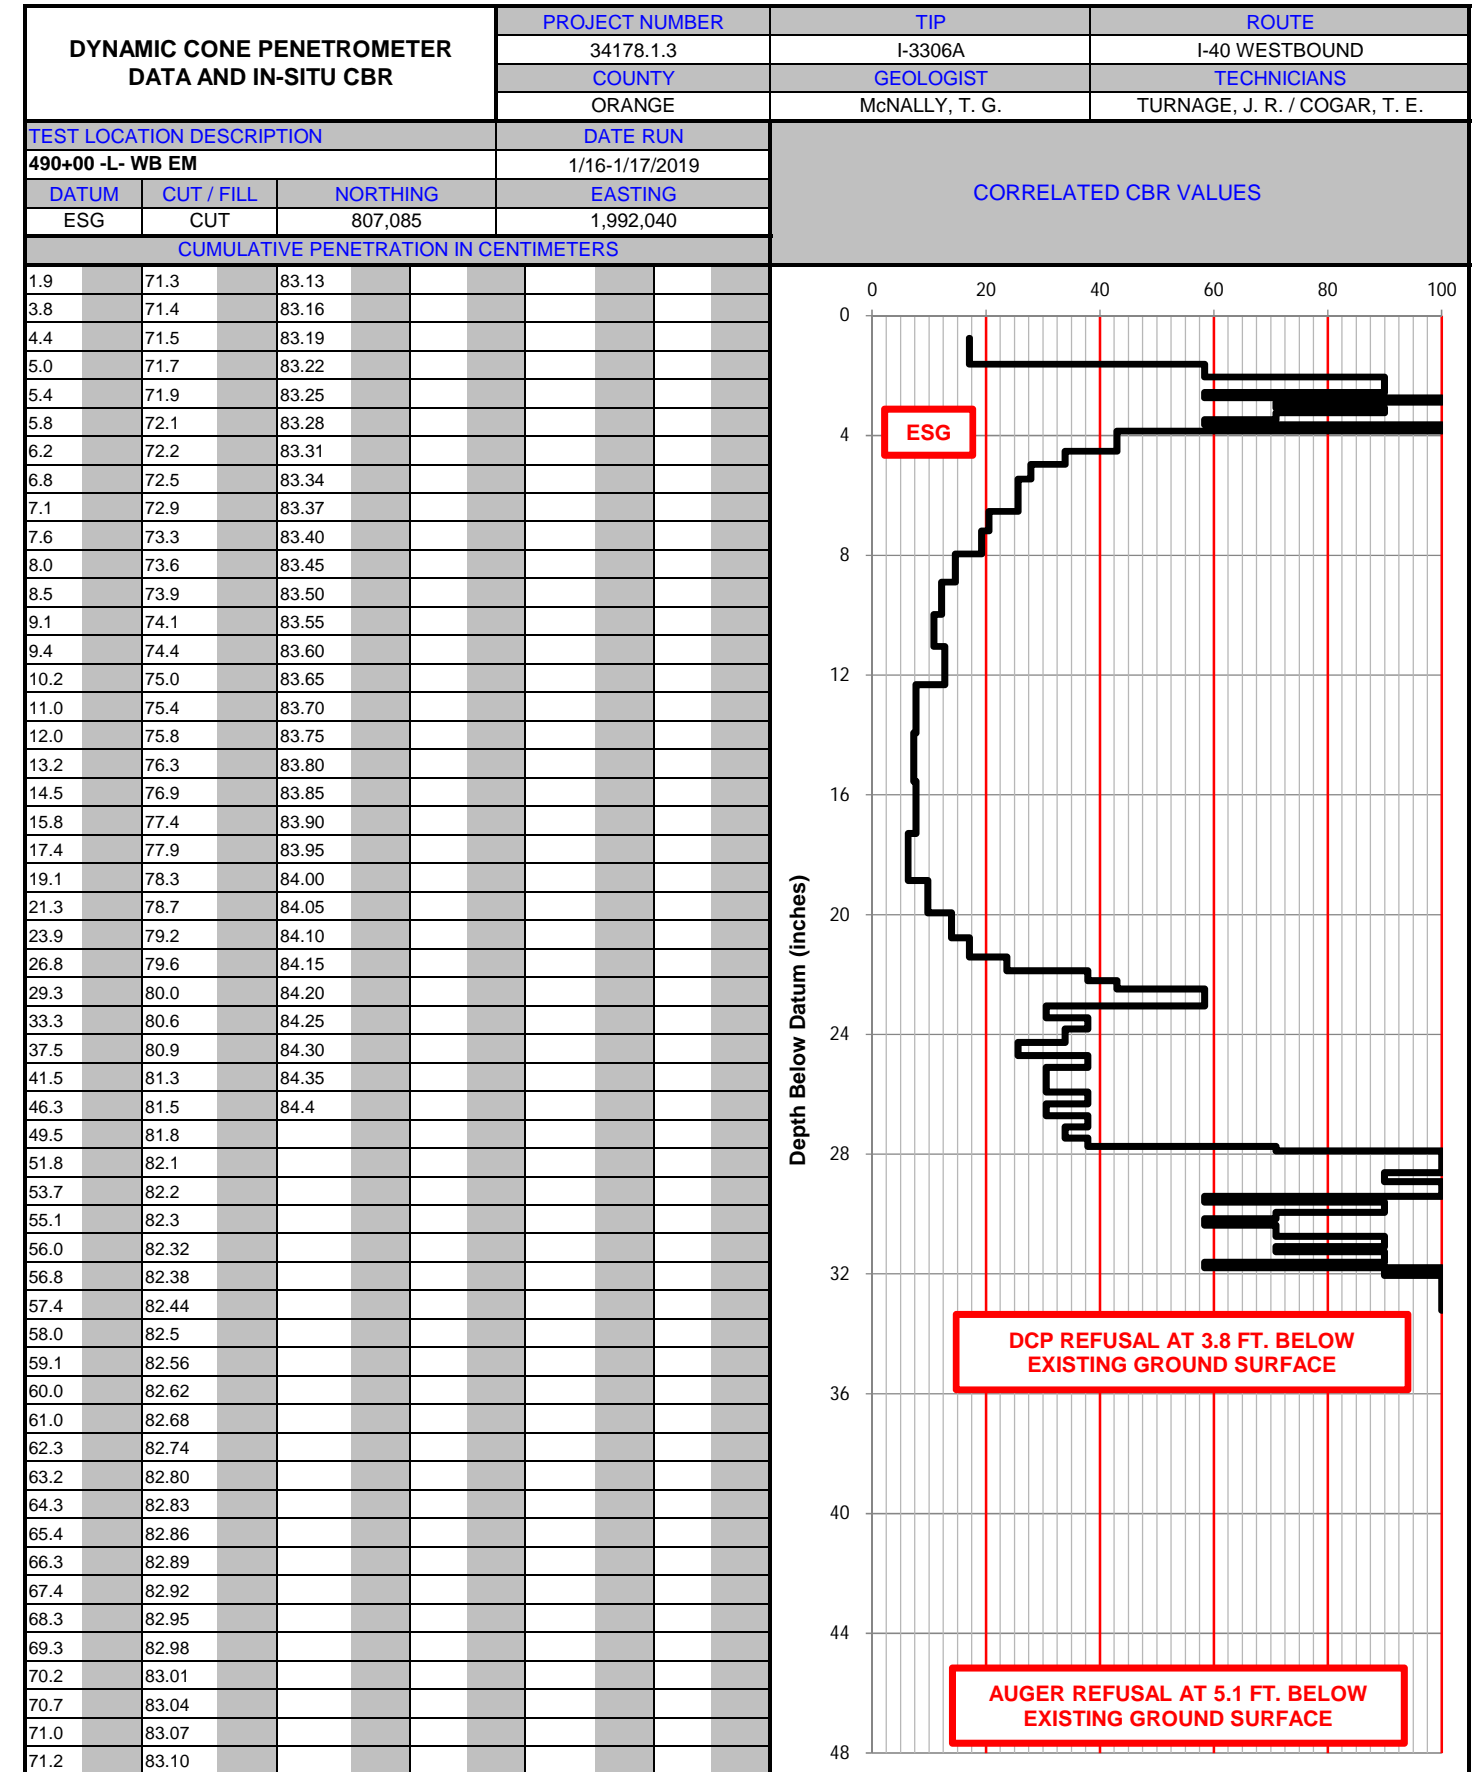 DYNAMIC CONE PENETROMETER
DATA AND IN-SITU CBR
PROJECT NUMBER TIP ROUTE
34178.1.3 I-3306A I-40 WESTBOUND
COUNTY GEOLOGIST TECHNICIANS
ORANGE McNALLY, T. G. TURNAGE, J. R. / COGAR, T. E.
TEST LOCATION DESCRIPTION DATE RUN
490+00 -L- WB EM 1/16-1/17/2019
DATUM CUT / FILL NORTHING EASTING
ESG CUT 807,085 1,992,040
CUMULATIVE PENETRATION IN CENTIMETERS
1.9 71.3 83.13
3.8 71.4 83.16
4.4 71.5 83.19
5.0 71.7 83.22
5.4 71.9 83.25
5.8 72.1 83.28
6.2 72.2 83.31
6.8 72.5 83.34
7.1 72.9 83.37
7.6 73.3 83.40
8.0 73.6 83.45
8.5 73.9 83.50
9.1 74.1 83.55
9.4 74.4 83.60
10.2 75.0 83.65
11.0 75.4 83.70
12.0 75.8 83.75
13.2 76.3 83.80
14.5 76.9 83.85
15.8 77.4 83.90
17.4 77.9 83.95
19.1 78.3 84.00
21.3 78.7 84.05
23.9 79.2 84.10
26.8 79.6 84.15
29.3 80.0 84.20
33.3 80.6 84.25
37.5 80.9 84.30
41.5 81.3 84.35
46.3 81.5 84.4
49.5 81.8
51.8 82.1
53.7 82.2
55.1 82.3
56.0 82.32
56.8 82.38
57.4 82.44
58.0 82.5
59.1 82.56
60.0 82.62
61.0 82.68
62.3 82.74
63.2 82.80
64.3 82.83
65.4 82.86
66.3 82.89
67.4 82.92
68.3 82.95
69.3 82.98
70.2 83.01
70.7 83.04
71.0 83.07
71.2 83.10
CORRELATED CBR VALUES
0 20 40 60 80 100
0
4
8
12
16
20
24
28
32
36
40
44
48
Depth Below Datum (inches)
ESG
DCP REFUSAL AT 3.8 FT. BELOW
EXISTING GROUND SURFACE
AUGER REFUSAL AT 5.1 FT. BELOW
EXISTING GROUND SURFACE